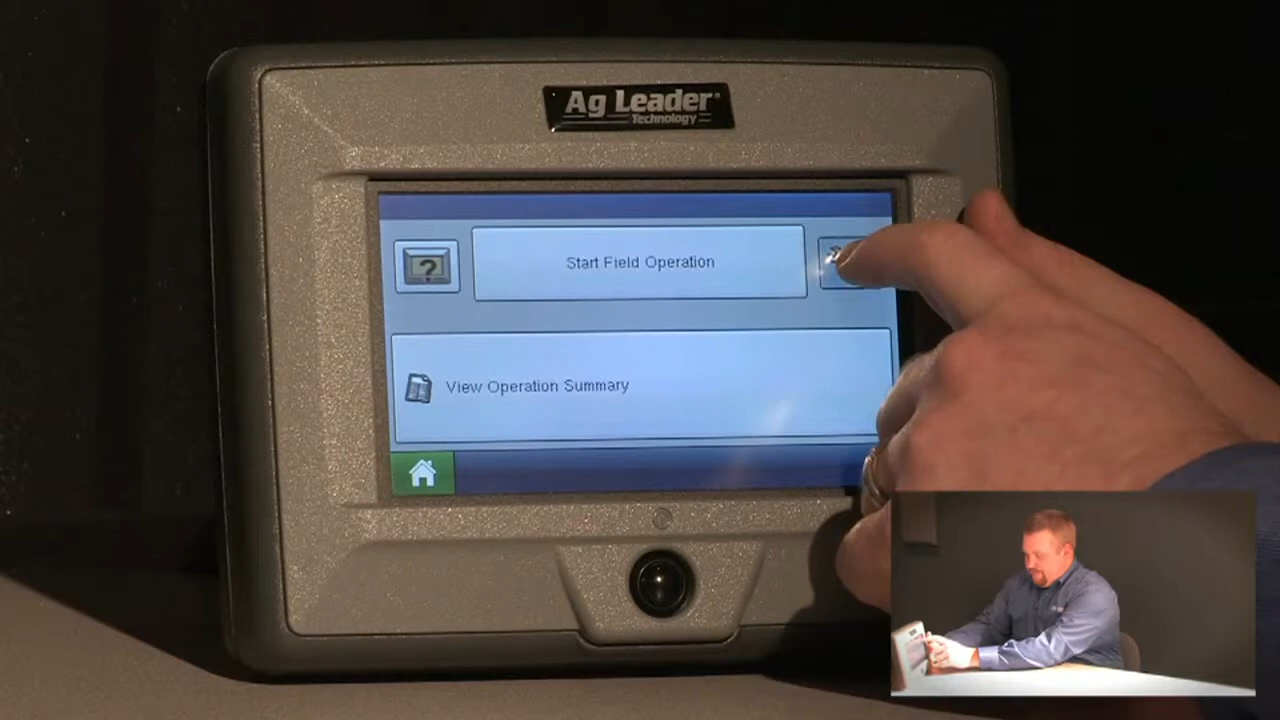 Ag Leader
Technology
?
Start Field Operation
View Operation Summary